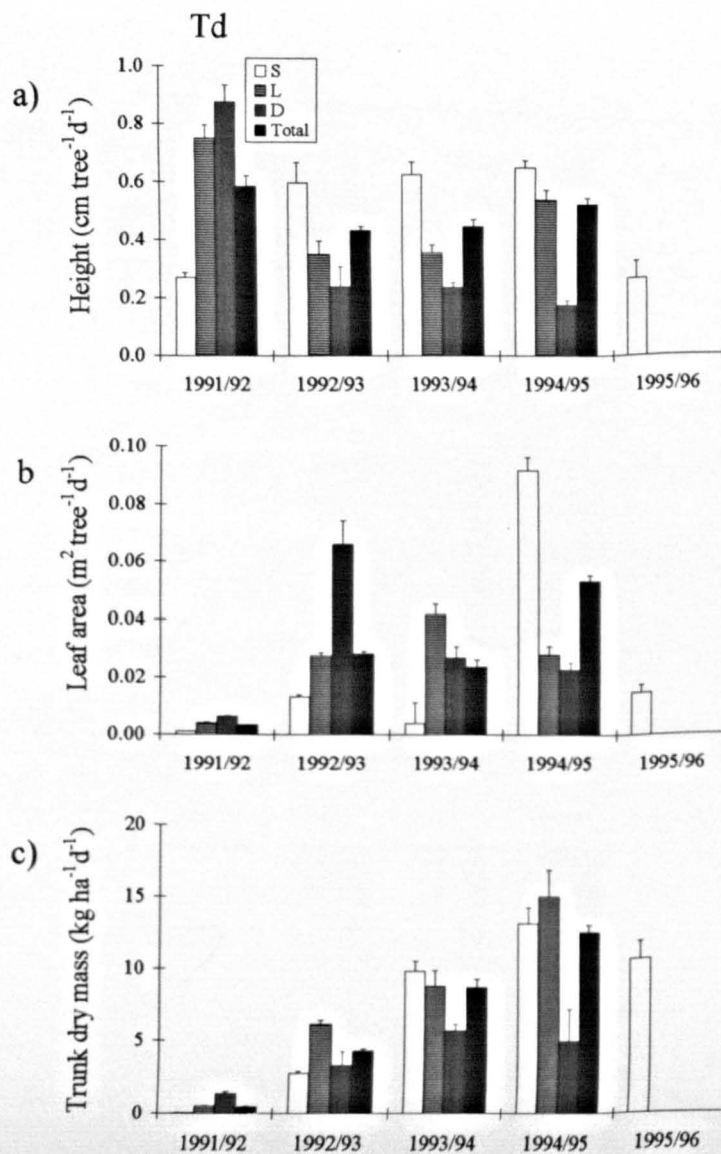 Td
a)
S
L
D
Total
Height (cm tree⁻¹d⁻¹)
1.0
0.8
0.6
0.4
0.2
0.0
1991/92 1992/93 1993/94 1994/95 1995/96
b
Leaf area (m² tree⁻¹d⁻¹)
0.10
0.08
0.06
0.04
0.02
0.00
1991/92 1992/93 1993/94 1994/95 1995/96
c)
Trunk dry mass (kg ha⁻¹d⁻¹)
20
15
10
5
0
1991/92 1992/93 1993/94 1994/95 1995/96